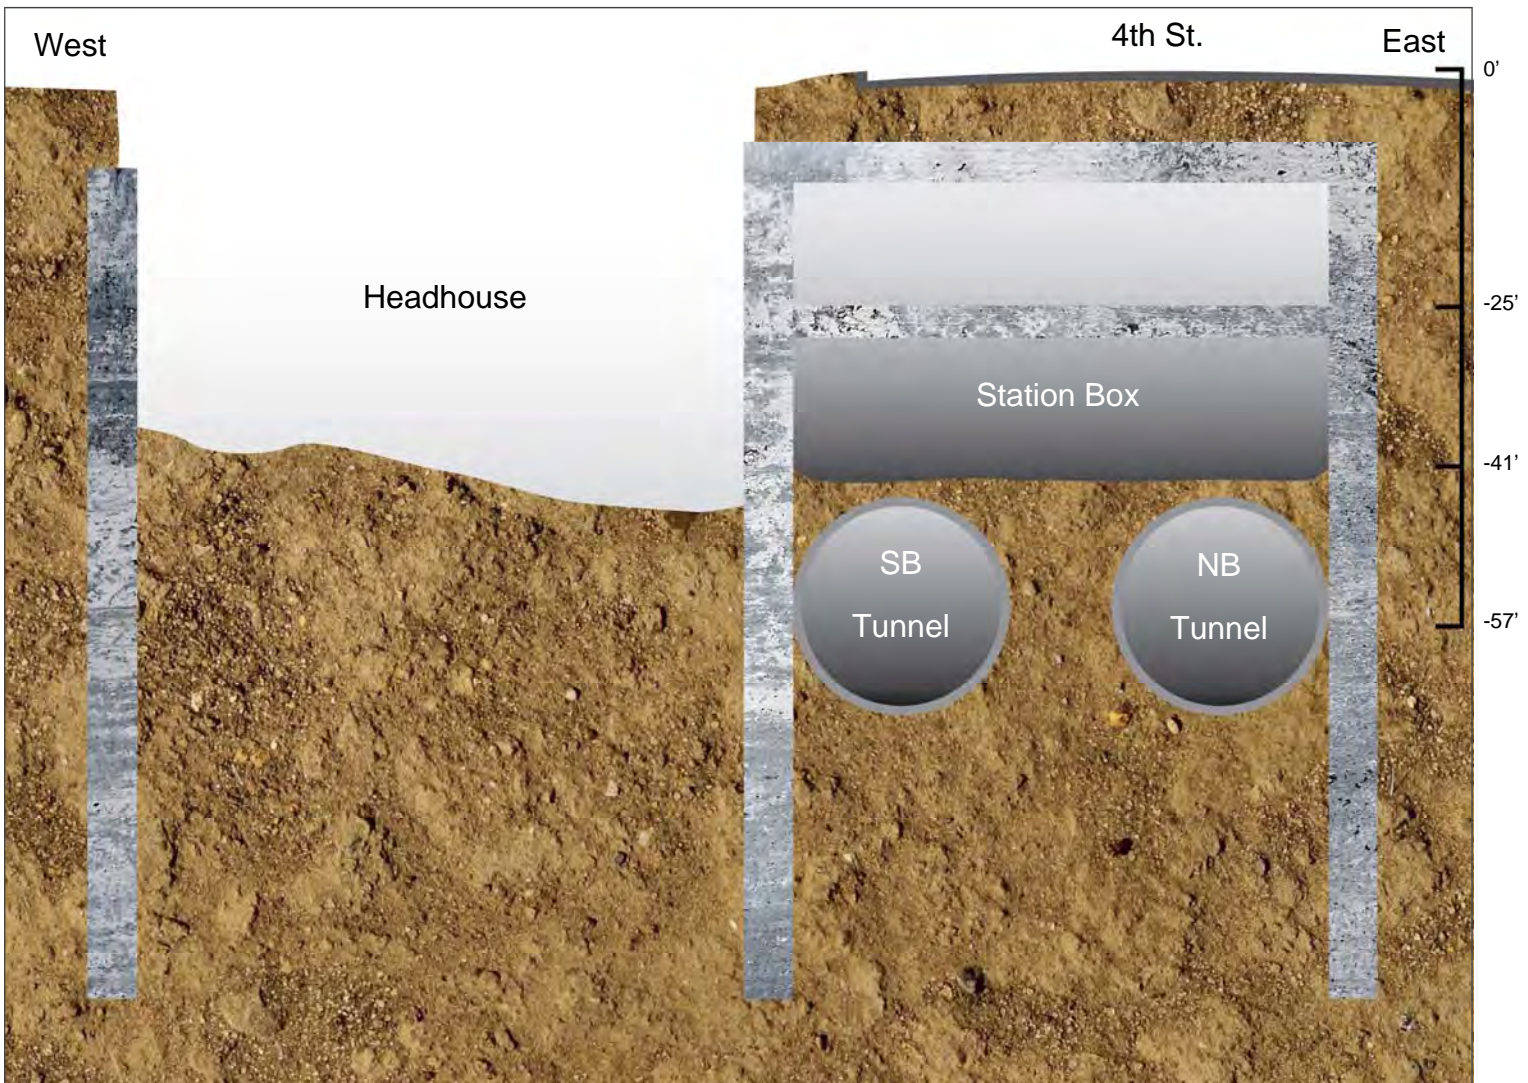 West
4th St.
East
0’
Headhouse
-25’
Station Box
-41’
SB
Tunnel
NB
Tunnel
-57’